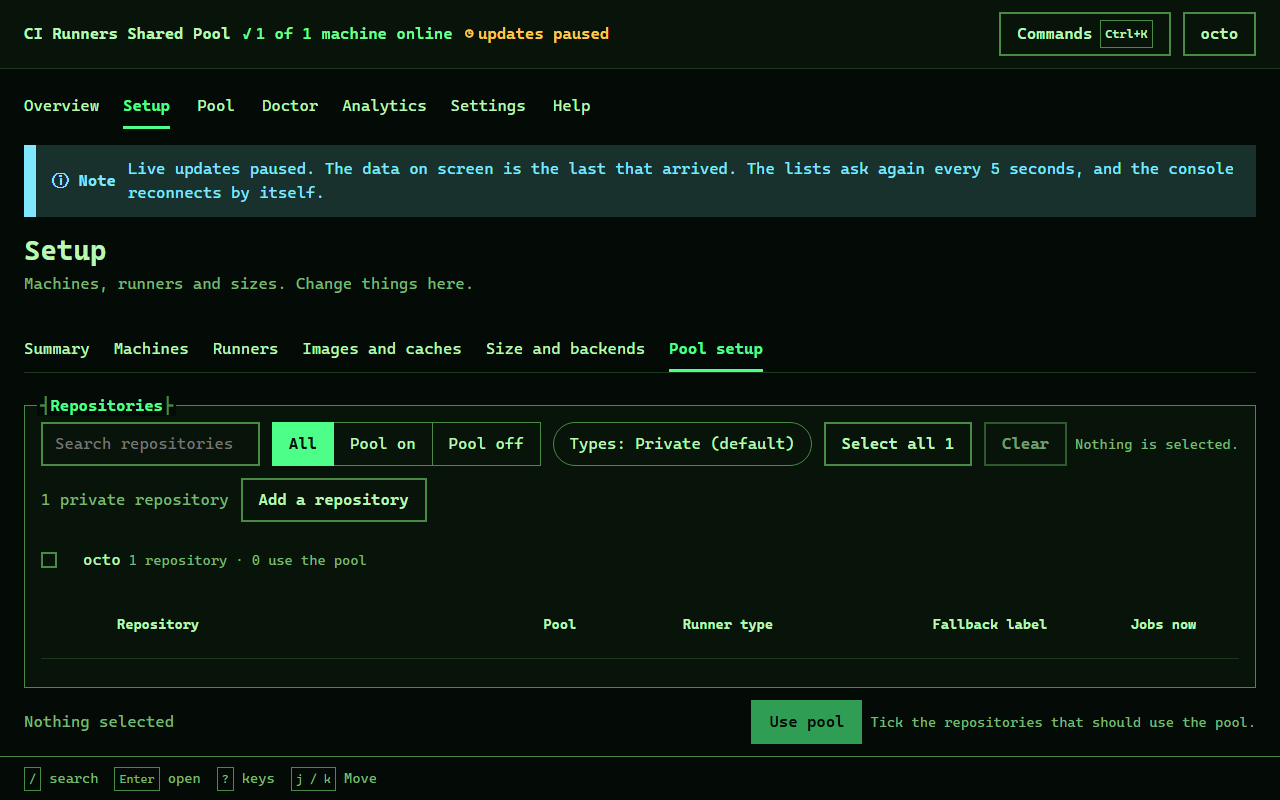 CI Runners Shared Pool ✓ 1 of 1 machine online updates paused Commands Ctrl+K octo
Overview Setup Pool Doctor Analytics Settings Help
Note Live updates paused. The data on screen is the last that arrived. The lists ask again every 5 seconds, and the console
reconnects by itself.
Setup
Machines, runners and sizes. Change things here.
Summary Machines Runners Images and caches Size and backends Pool setup
Repositories
Search repositories All Pool on Pool off Types: Private (default) Select all 1 Clear Nothing is selected.
1 private repository Add a repository
octo 1 repository · 0 use the pool
Repository Pool Runner type Fallback label Jobs now
Nothing selected Use pool Tick the repositories that should use the pool.
/ search Enter open ? keys j / k Move